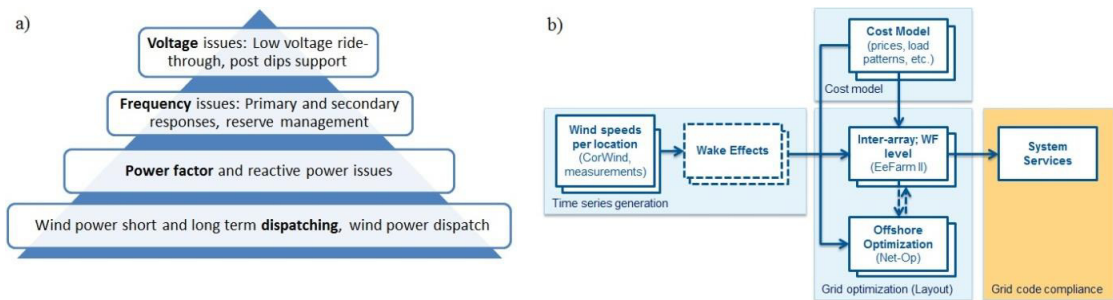 a)
Voltage issues: Low voltage ride-
through, post dips support
Frequency issues: Primary and secondary
responses, reserve management
Power factor and reactive power issues
Wind power short and long term dispatching, wind power dispatch
b)
Cost Model
(prices, load
patterns, etc.)
Cost model
Wind speeds
per location
(CorWind,
measurements)
Wake Effects
Time series generation
Inter-array; WF
level
(EeFarm II)
Offshore
Optimization
(Net-Op)
Grid optimization (Layout)
System
Services
Grid code compliance